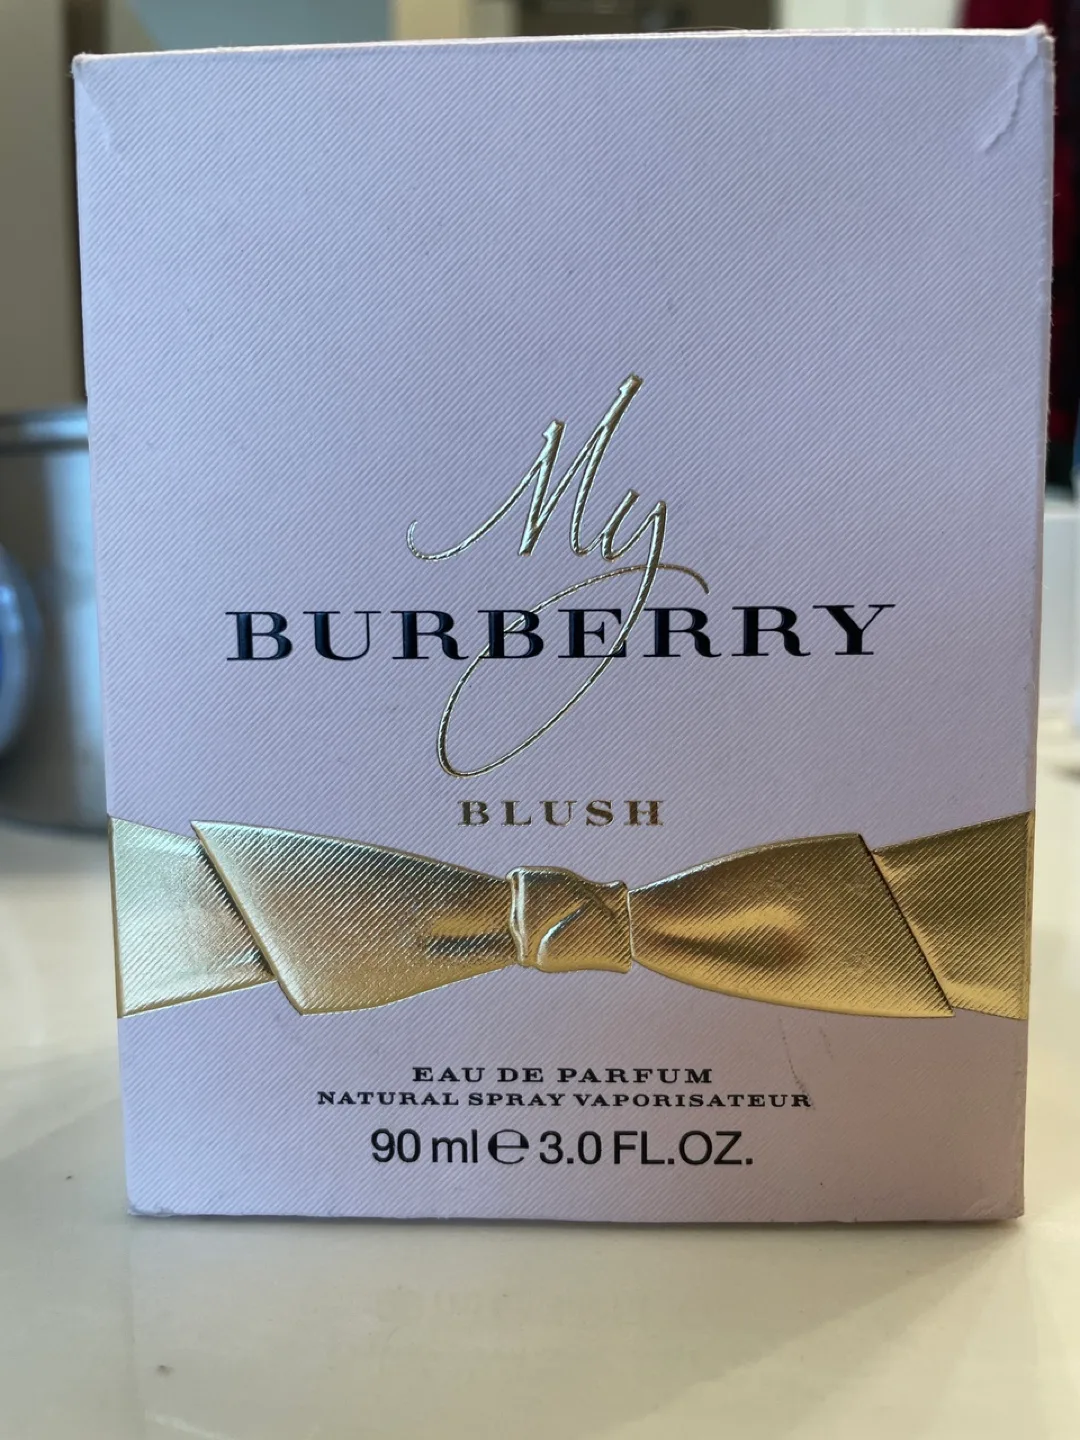 My
BURBERRY
BLUSH
EAU DE PARFUM
NATURAL SPRAY VAPORISATEUR
90 ml ℮ 3.0 FL.OZ.